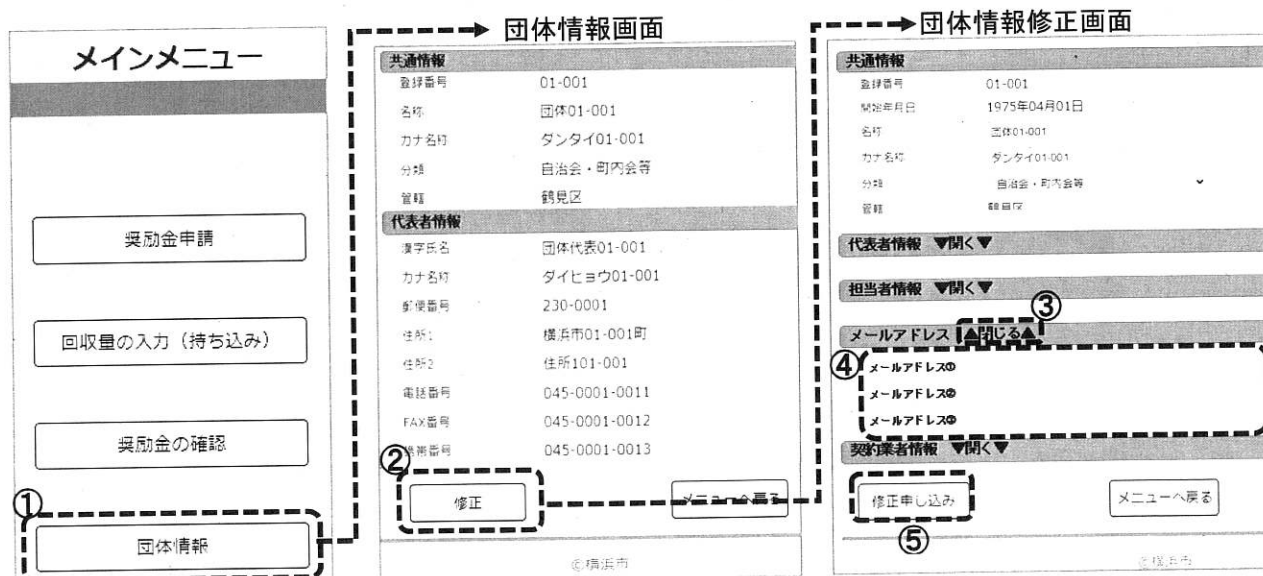 メインメニュー
奨励金申請
回収量の入力（持ち込み）
奨励金の確認
①
団体情報
団体情報画面
共通情報
登録番号 01-001
名称 団体01-001
カナ名称 ダンタイ01-001
分類 自治会・町内会等
管轄 鶴見区
代表者情報
漢字氏名 団体代表01-001
カナ名称 ダイヒョウ01-001
郵便番号 230-0001
住所1 横浜市01-001町
住所2 住所101-001
電話番号 045-0001-0011
FAX番号 045-0001-0012
携帯番号 045-0001-0013
②
修正 メニューへ戻る
©横浜市
団体情報修正画面
共通情報
登録番号 01-001
開始年月日 1975年04月01日
名称 団体01-001
カナ名称 ダンタイ01-001
分類 自治会・町内会等
管轄 鶴見区
代表者情報 ▼開く▼
担当者情報 ▼開く▼
③
メールアドレス ▲閉じる▲
④
メールアドレス①
メールアドレス②
メールアドレス②
契約業者情報 ▼開く▼
修正申し込み メニューへ戻る
⑤
©横浜市